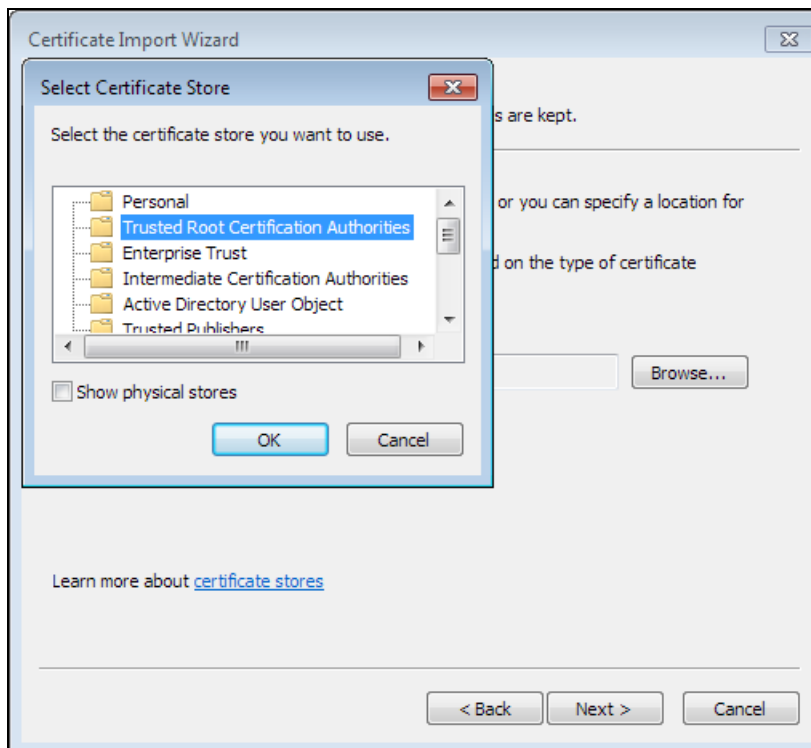 Certificate Import Wizard
Select Certificate Store
Select the certificate store you want to use.
Personal
Trusted Root Certification Authorities
Enterprise Trust
Intermediate Certification Authorities
Active Directory User Object
Trusted Publishers
Show physical stores
OK Cancel
s are kept.
or you can specify a location for
d on the type of certificate
Browse...
Learn more about certificate stores
< Back Next > Cancel